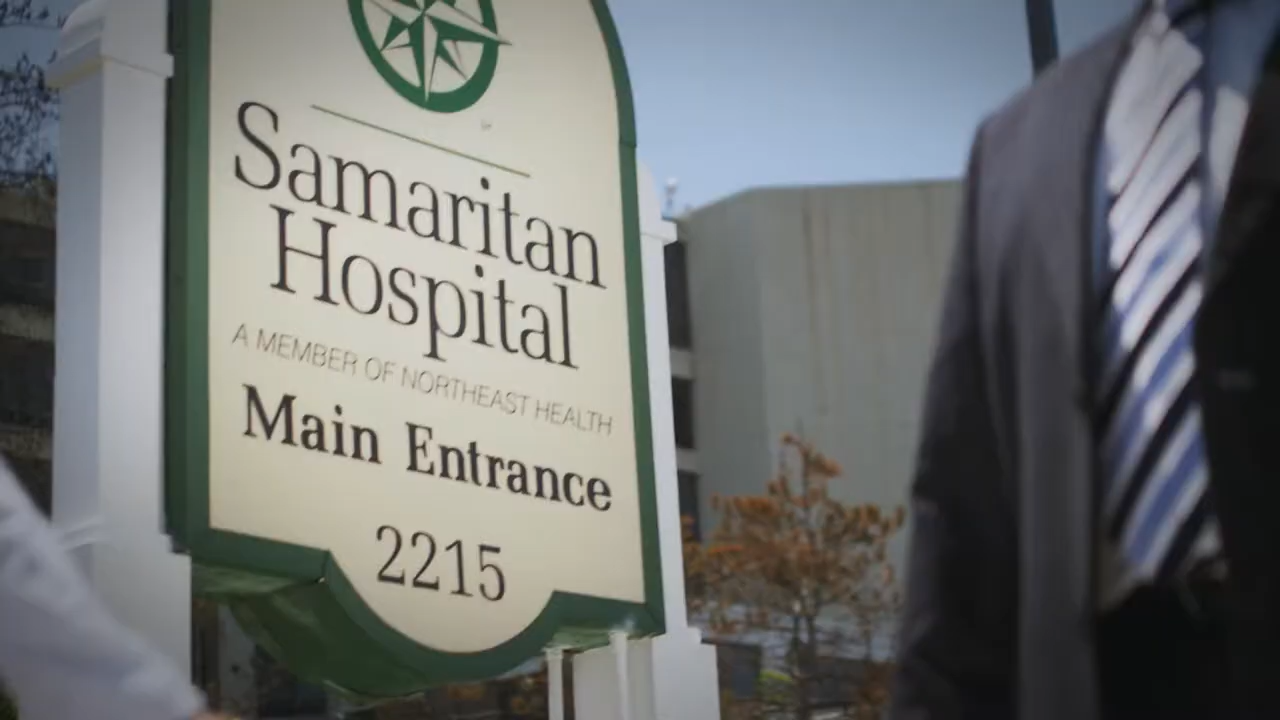 Samaritan
Hospital
A MEMBER OF NORTHEAST HEALTH
Main Entrance
2215